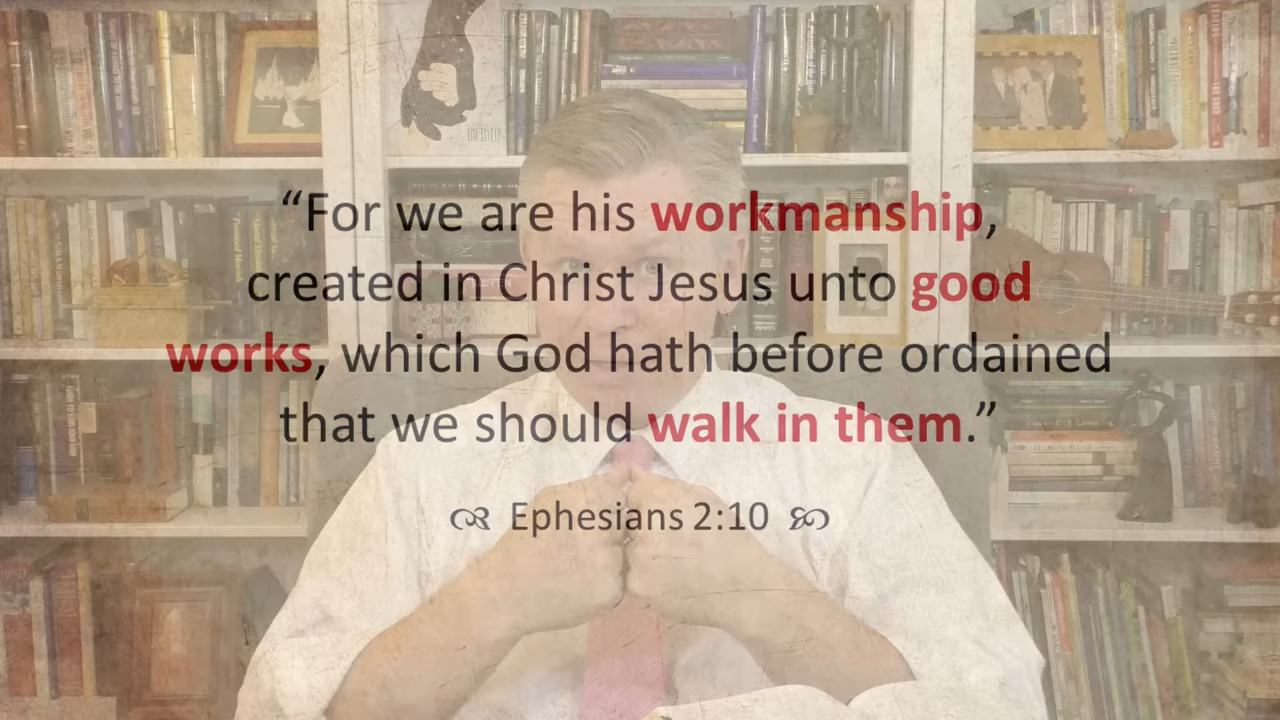 INFINITY
“For we are his workmanship,
created in Christ Jesus unto good
works, which God hath before ordained
that we should walk in them.”
Ephesians 2:10